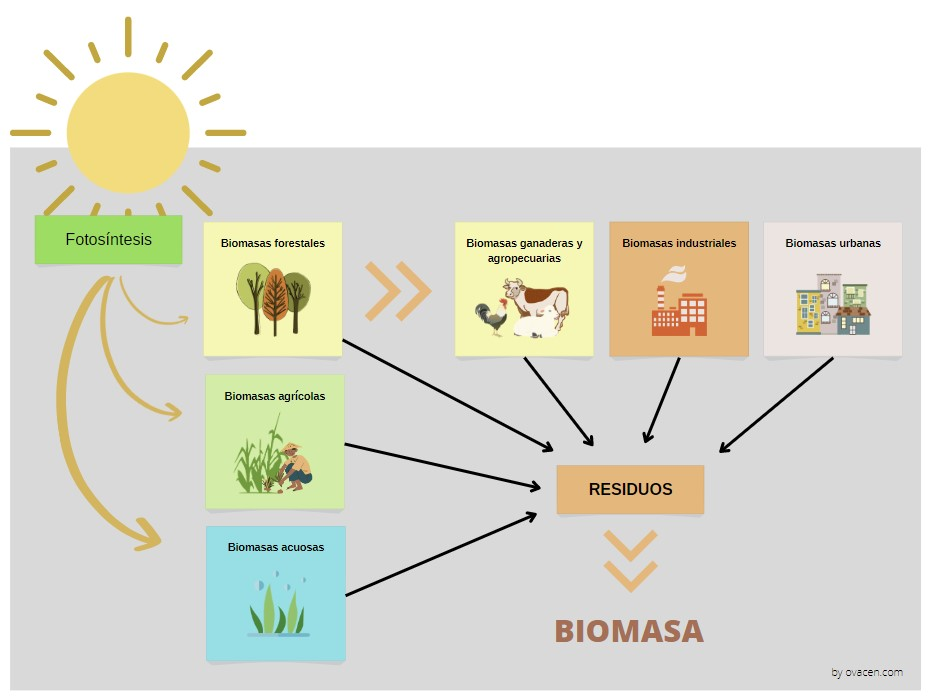 Fotosíntesis
Biomasas forestales
Biomasas ganaderas y
agropecuarias
Biomasas industriales
Biomasas urbanas
Biomasas agrícolas
Biomasas acuosas
RESIDUOS
BIOMASA
by ovacen.com